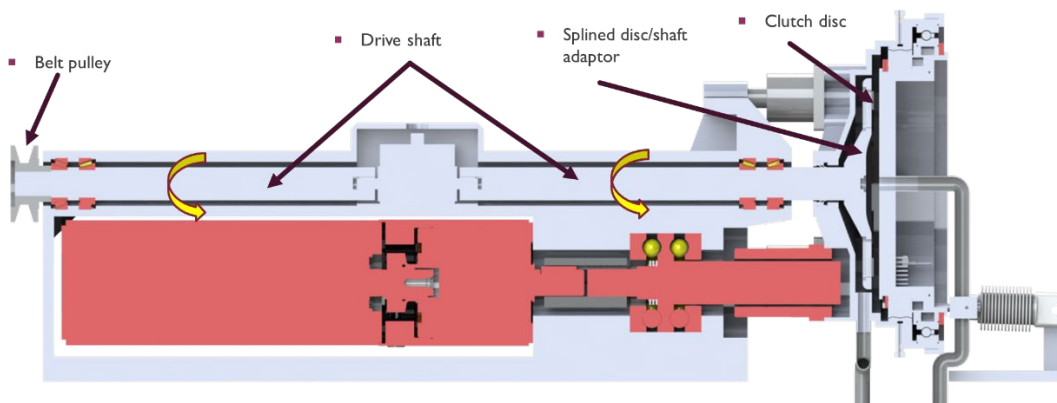 Belt pulley
Drive shaft
Splined disc/shaft
adaptor
Clutch disc